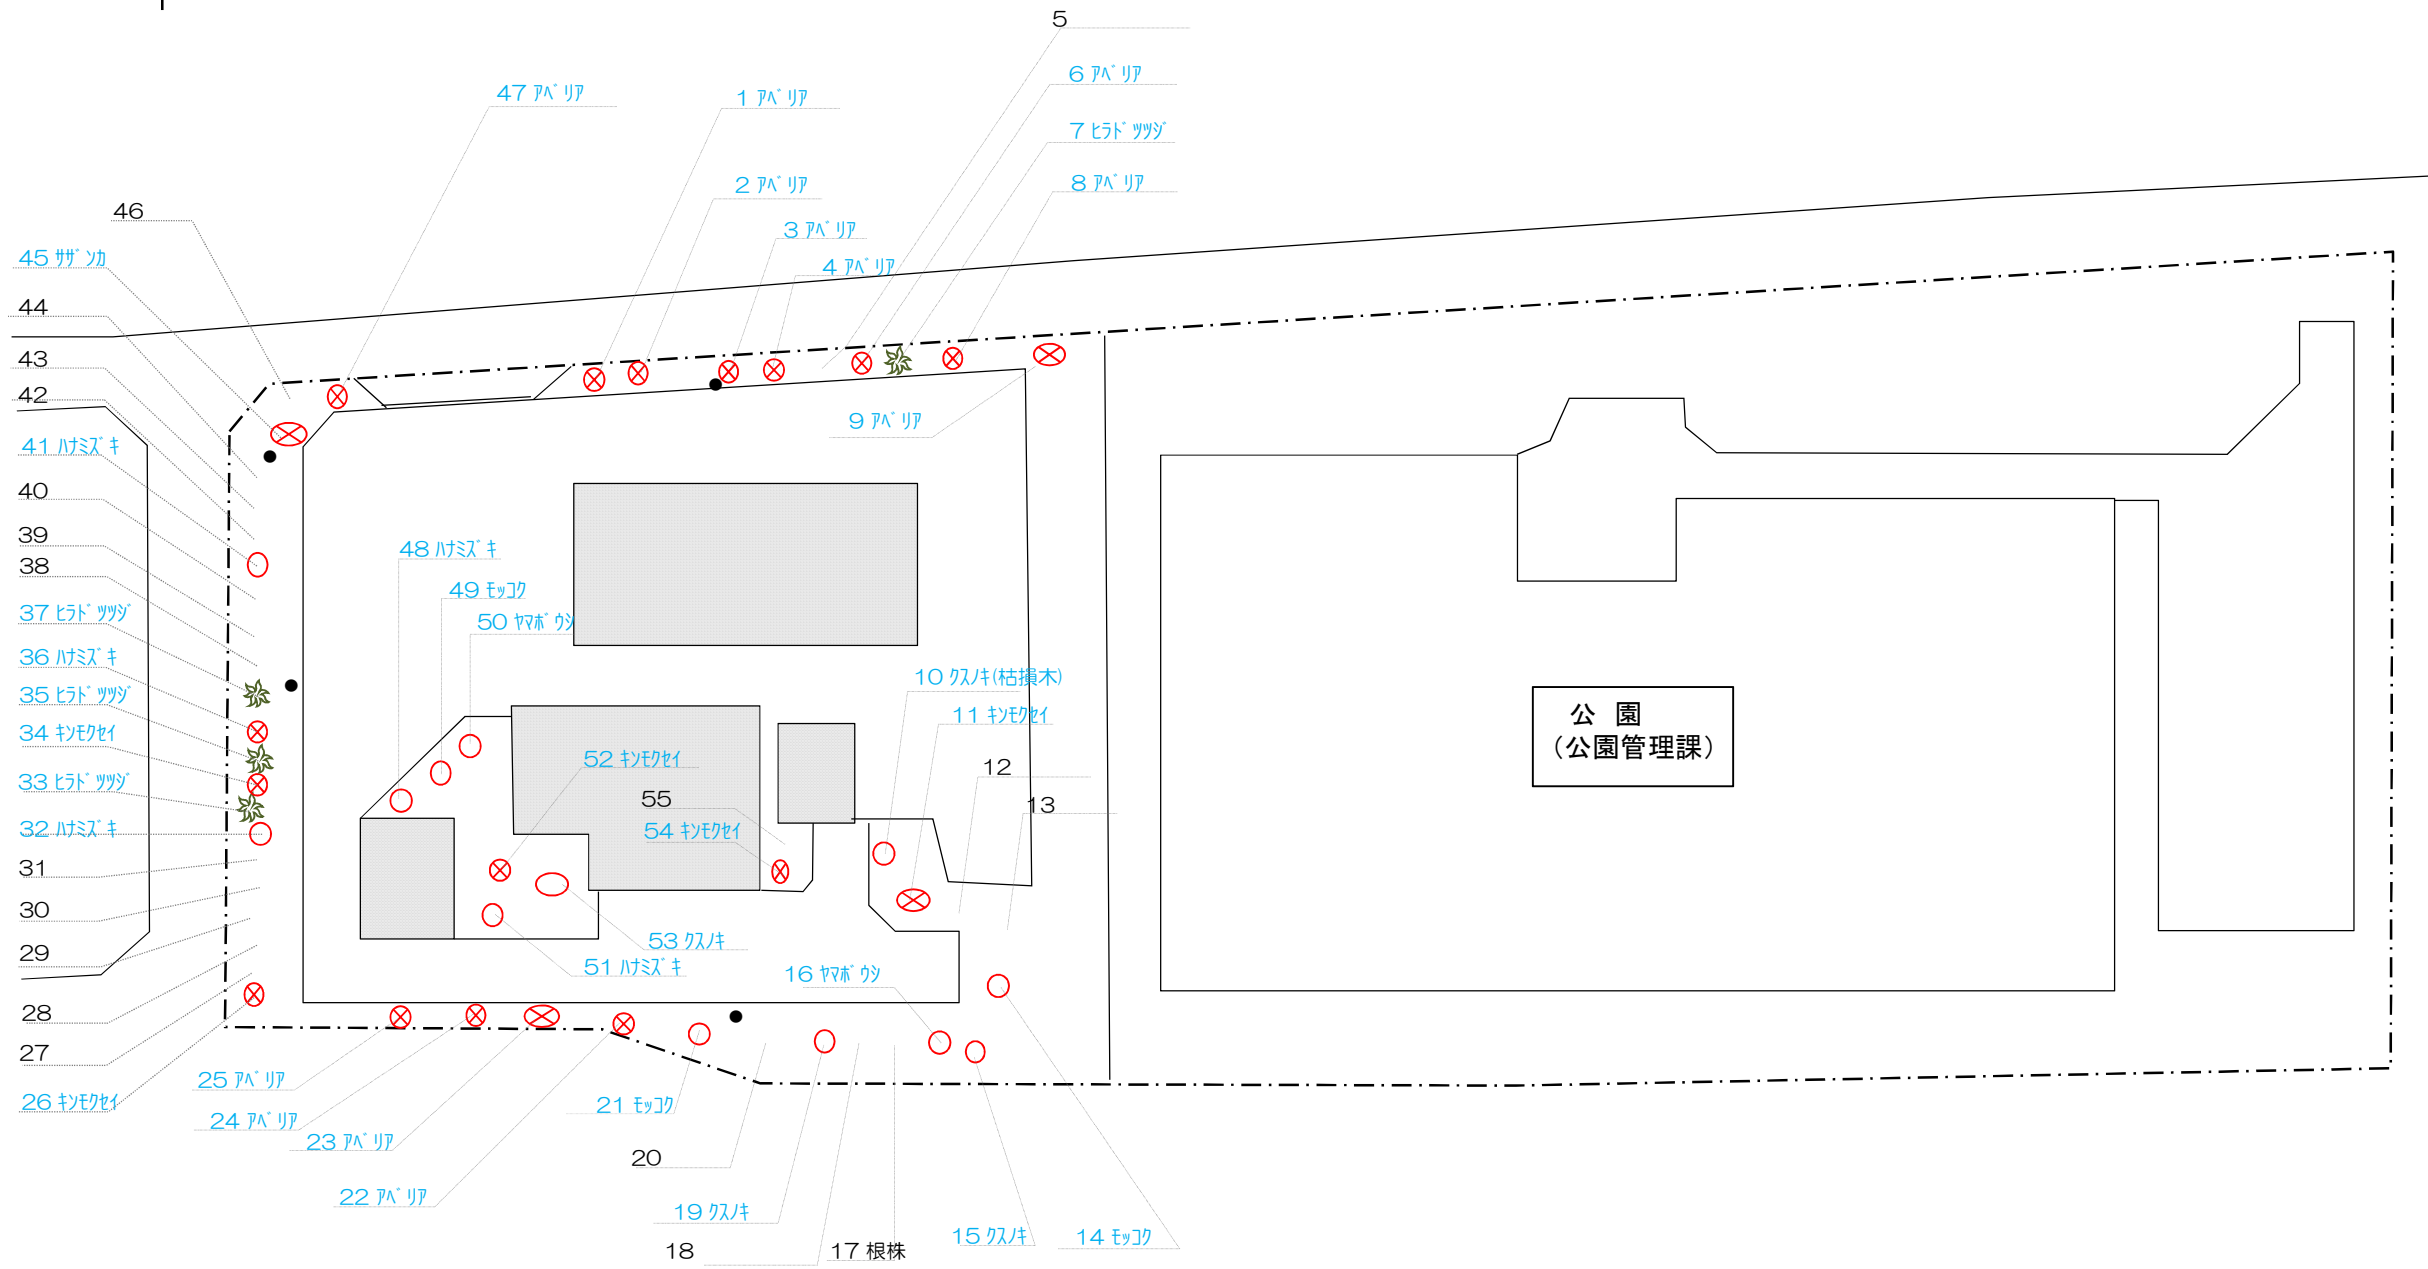 5
6 ｱﾍﾞﾘｱ
47 ｱﾍﾞﾘｱ
1 ｱﾍﾞﾘｱ
7 ﾋﾗﾄﾞﾂﾂｼﾞ
2 ｱﾍﾞﾘｱ
8 ｱﾍﾞﾘｱ
46
3 ｱﾍﾞﾘｱ
45 ｻｻﾞﾝｶ
4 ｱﾍﾞﾘｱ
44
43
42
9 ｱﾍﾞﾘｱ
41 ﾊﾅﾐｽﾞｷ
40
39
48 ﾊﾅﾐｽﾞｷ
38
49 ﾓｯｺｸ
37 ﾋﾗﾄﾞﾂﾂｼﾞ
50 ﾔﾏﾎﾞｳｼ
36 ﾊﾅﾐｽﾞｷ
10 ｸｽﾉｷ(枯損木)
35 ﾋﾗﾄﾞﾂﾂｼﾞ
11 ｷﾝﾓｸｾｲ
公 園
（公園管理課）
34 ｷﾝﾓｸｾｲ
52 ｷﾝﾓｸｾｲ
12
33 ﾋﾗﾄﾞﾂﾂｼﾞ
55
13
32 ﾊﾅﾐｽﾞｷ
54 ｷﾝﾓｸｾｲ
31
30
53 ｸｽﾉｷ
29
51 ﾊﾅﾐｽﾞｷ
16 ﾔﾏﾎﾞｳｼ
28
27
25 ｱﾍﾞﾘｱ
26 ｷﾝﾓｸｾｲ
21 ﾓｯｺｸ
24 ｱﾍﾞﾘｱ
23 ｱﾍﾞﾘｱ
20
22 ｱﾍﾞﾘｱ
19 ｸｽﾉｷ
15 ｸｽﾉｷ
14 ﾓｯｺｸ
18
17 根株